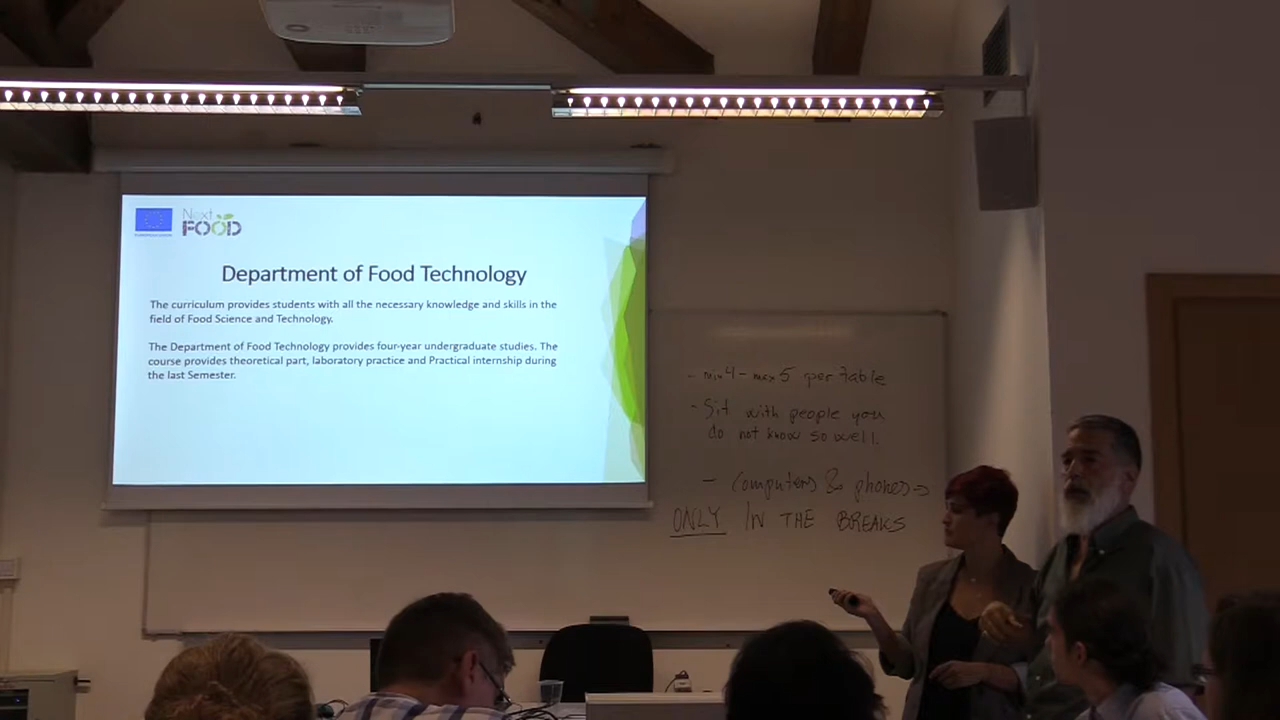 Next
FOOD
Department of Food Technology
The curriculum provides students with all the necessary knowledge and skills in the
field of Food Science and Technology.
The Department of Food Technology provides four-year undergraduate studies. The
course provides theoretical part, laboratory practice and Practical internship during
the last Semester.
- min 4 - max 5 per table
- Sit with people you
do not know so well.
- Computers & phones →
ONLY IN THE BREAKS